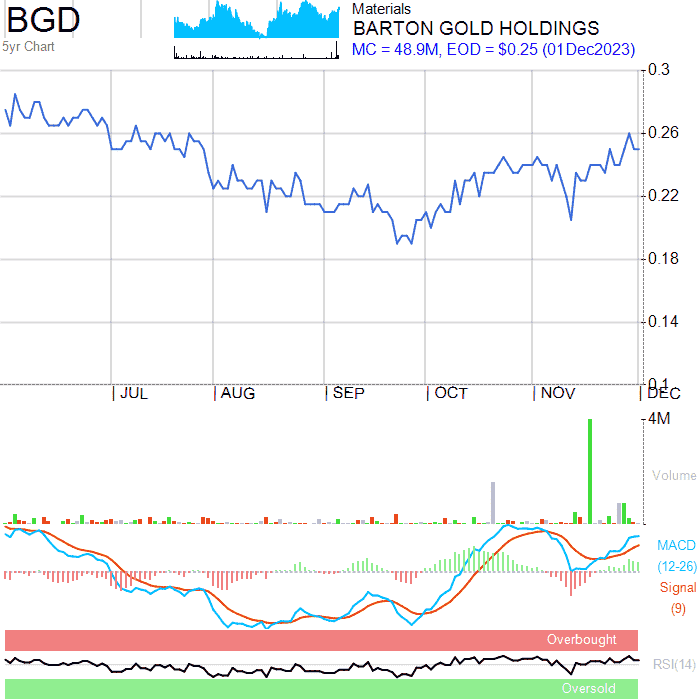 BGD
5yr Chart
Materials
BARTON GOLD HOLDINGS
MC = 48.9M, EOD = $0.25 (01Dec2023)
0.3
0.26
0.22
0.18
0.14
0.1
JUL AUG SEP OCT NOV DEC
4M
Volume
MACD
(12-26)
Signal
(9)
Overbought
RSI(14)
Oversold